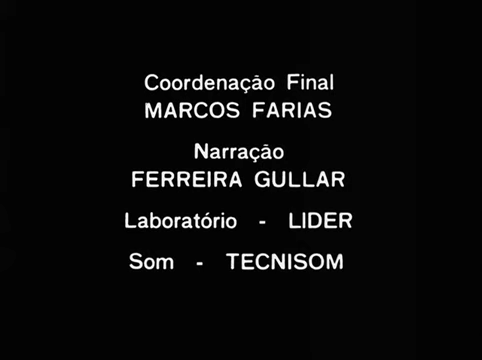 Coordenação Final
MARCOS FARIAS
Narração
FERREIRA GULLAR
Laboratório - LIDER
Som - TECNISOM